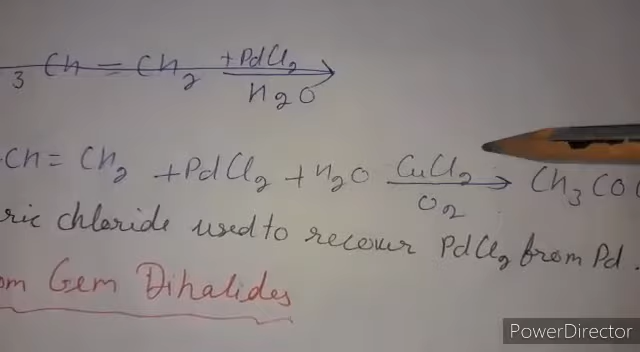 3 CH = CH2 +PdCl2 H2O
CH = CH2 +PdCl2 + H2O CuCl2 O2 CH3CO
ric chloride used to recover PdCl2 from Pd.
om Gem Dihalides
PowerDirector